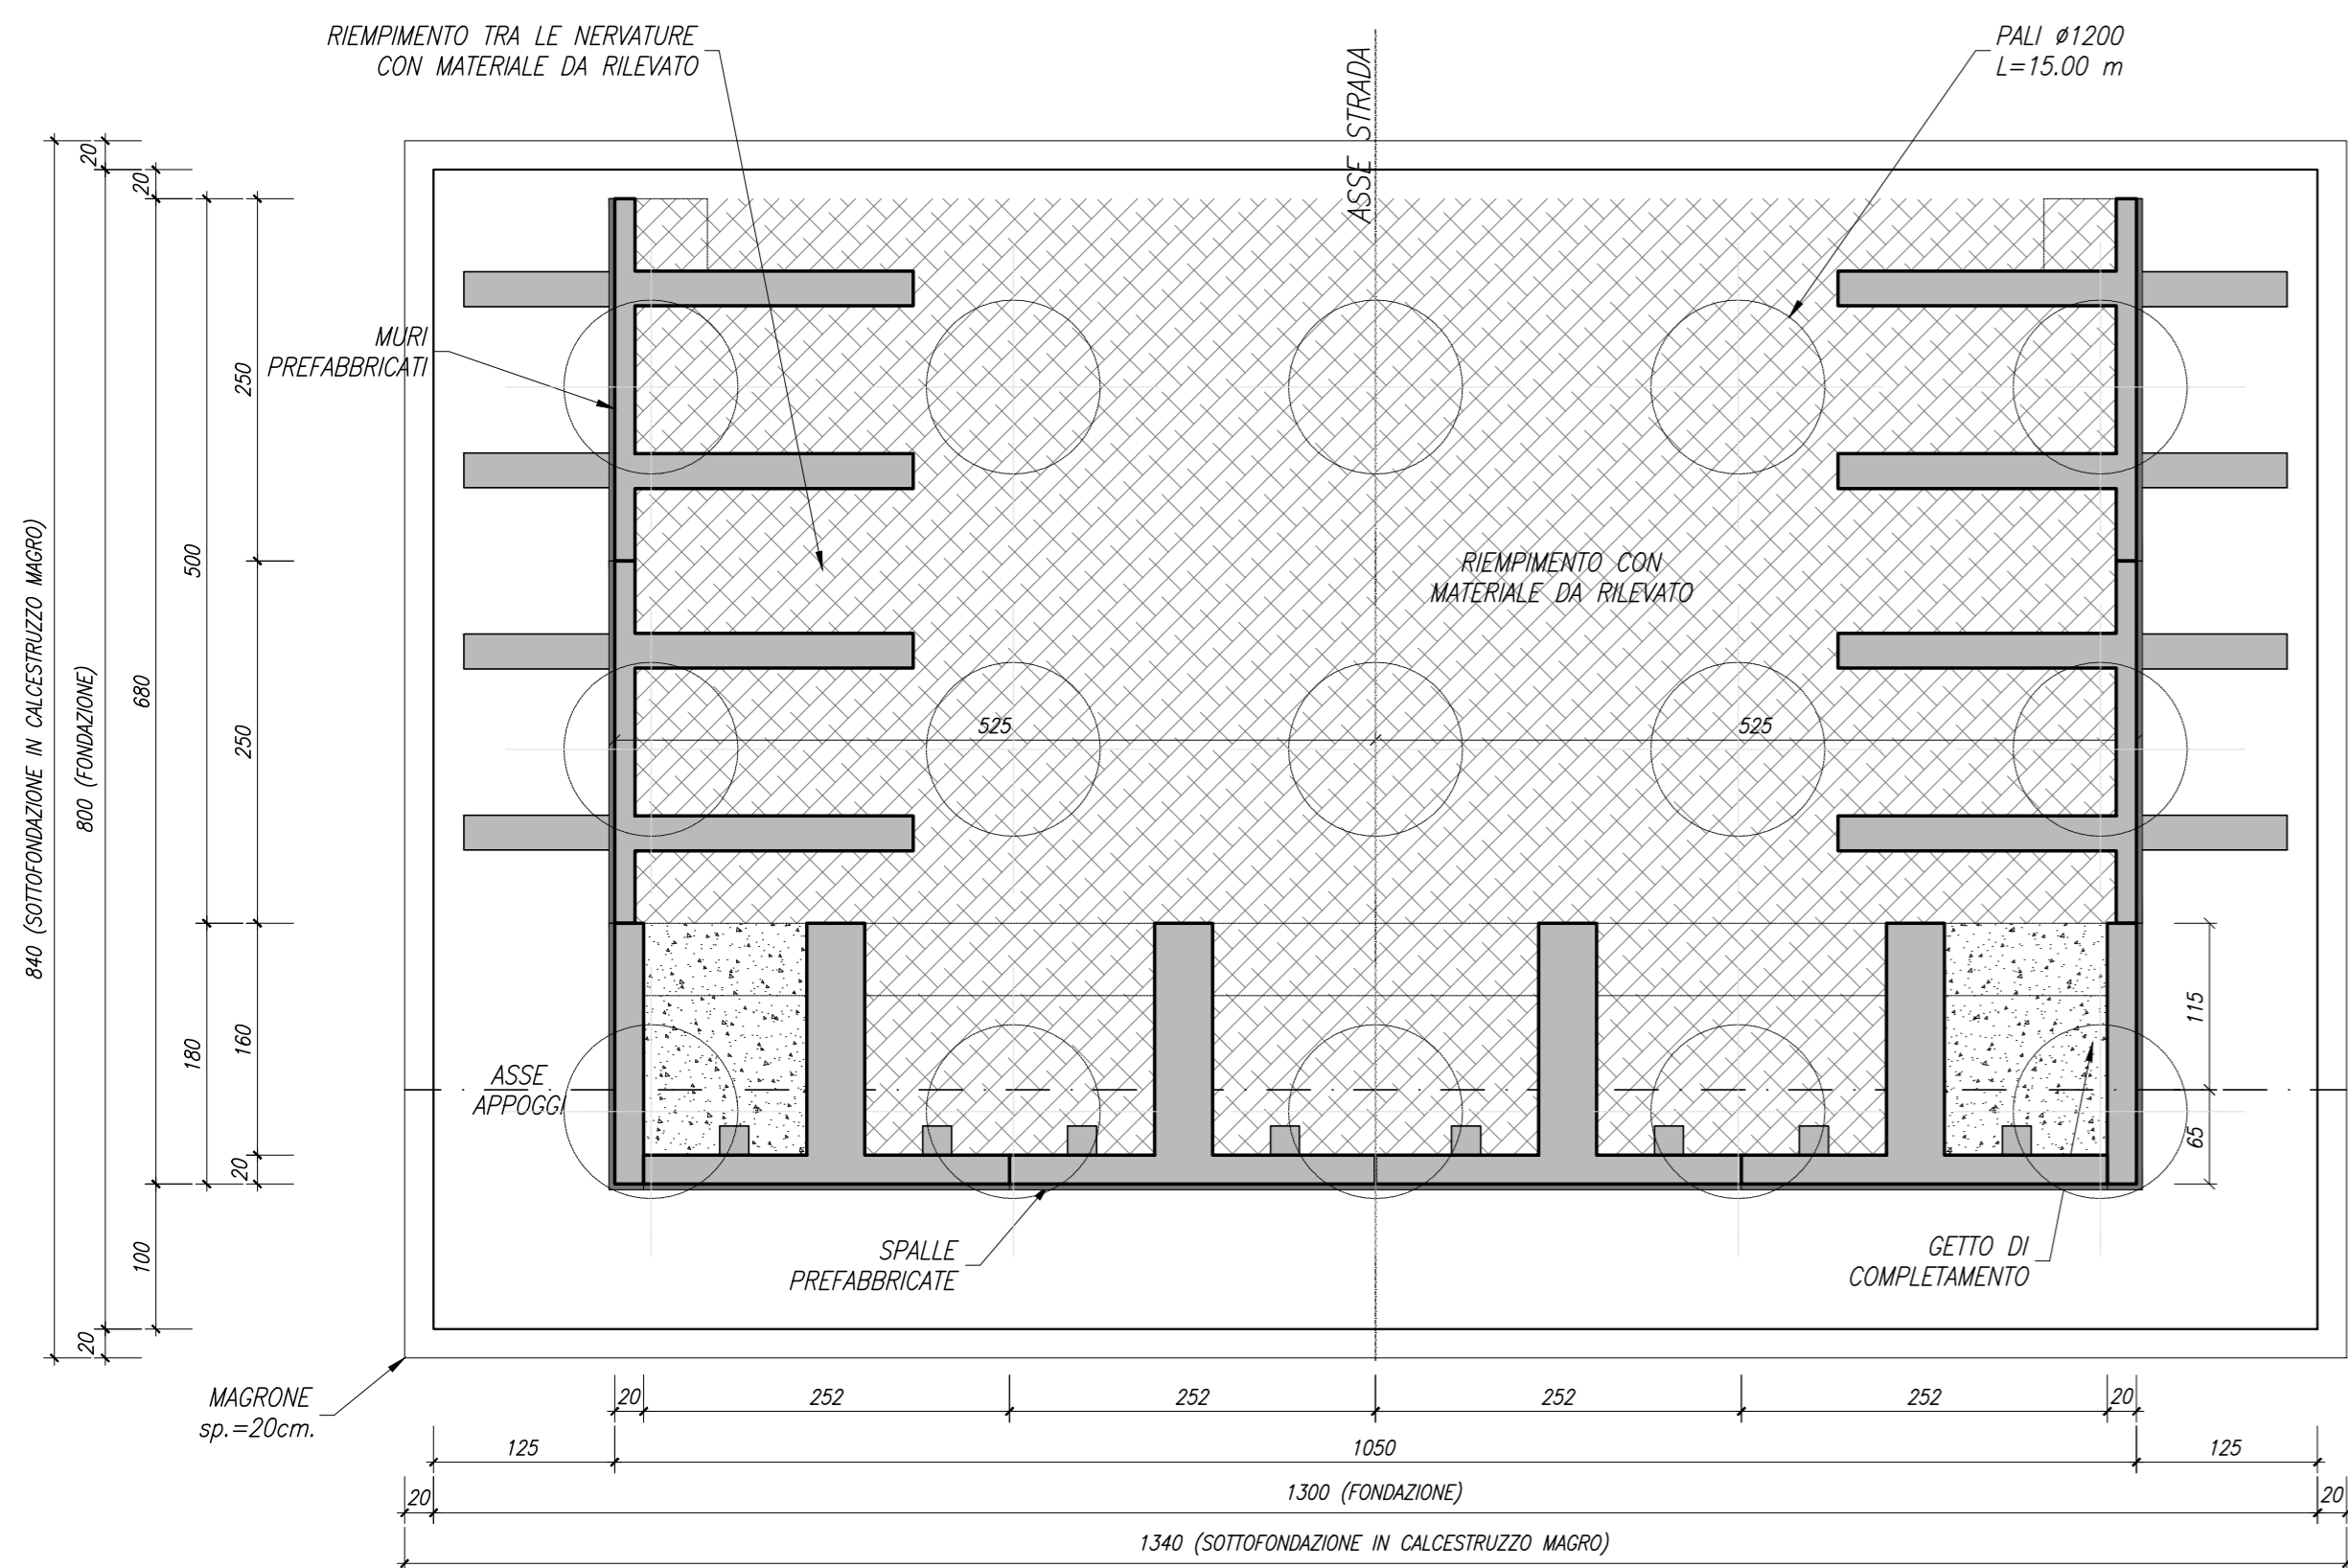 RIEMPIMENTO TRA LE NERVATURE
CON MATERIALE DA RILEVATO
ASSE STRADA
PALI ø1200
L=15.00 m
20
20
MURI
PREFABBRICATI
250
500
680
800 (FONDAZIONE)
840 (SOTTOFONDAZIONE IN CALCESTRUZZO MAGRO)
250
RIEMPIMENTO CON
MATERIALE DA RILEVATO
525
525
180
160
20
115
65
ASSE
APPOGGI
100
20
SPALLE
PREFABBRICATE
GETTO DI
COMPLETAMENTO
MAGRONE
sp.=20cm.
20
252
252
252
252
20
125
1050
125
20
1300 (FONDAZIONE)
20
1340 (SOTTOFONDAZIONE IN CALCESTRUZZO MAGRO)